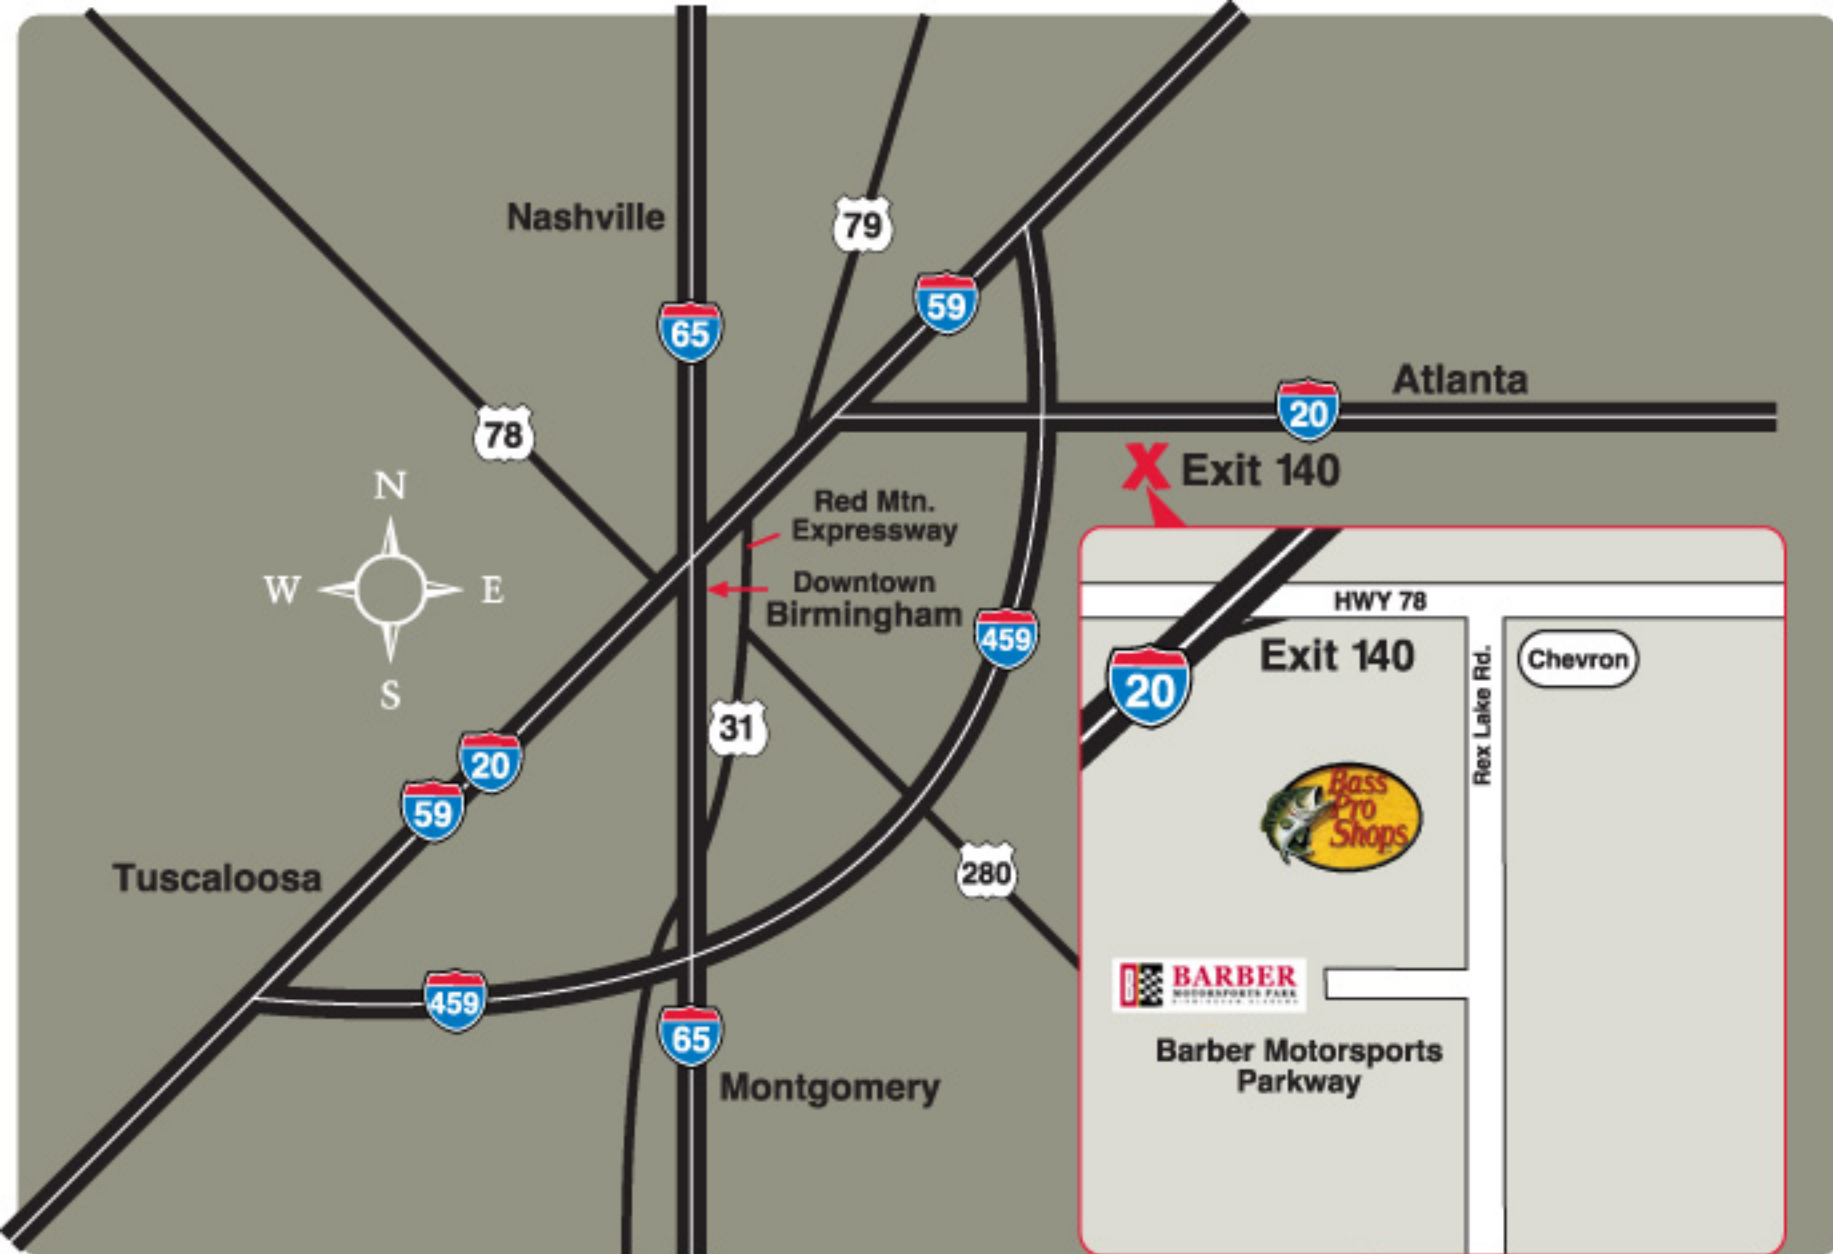 Nashville
79
59
65
Atlanta
20
78
X Exit 140
N
W
E
S
Red Mtn.
Expressway
Downtown
Birmingham
459
31
20
59
280
Tuscaloosa
459
65
Montgomery
HWY 78
Exit 140
20
Rex Lake Rd.
Chevron
Bass
Pro
Shops
B BARBER
MOTORSPORTS PARK
BIRMINGHAM ALABAMA
Barber Motorsports
Parkway